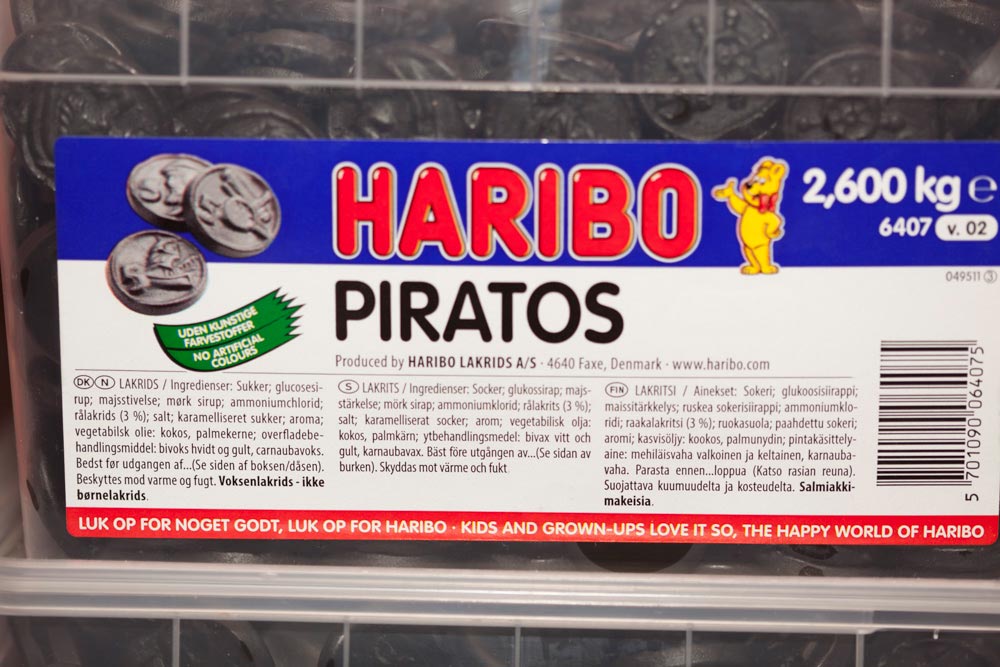 HARIBO
2,600 kg e
6407 v. 02
049511 3
PIRATOS
UDEN KUNSTIGE
FARVESTOFFER
NO ARTIFICIAL
COLOURS
Produced by HARIBO LAKRIDS A/S · 4640 Faxe, Denmark · www.haribo.com
DK N LAKRIDS / Ingredienser: Sukker; glucosesi-
rup; majsstivelse; mørk sirup; ammoniumchlorid;
rålakrids (3 %); salt; karamelliseret sukker; aroma;
vegetabilsk olie: kokos, palmekerne; overfladebe-
handlingsmiddel: bivoks hvidt og gult, carnaubavoks.
Bedst før udgangen af...(Se siden af boksen/dåsen).
Beskyttes mod varme og fugt. Voksenlakrids - ikke
børnelakrids.
S LAKRITS / Ingredienser: Socker; glukossirap; majs-
stärkelse; mörk sirap; ammoniumklorid; rålakrits (3 %);
salt; karamelliserat socker; arom; vegetabilisk olja:
kokos, palmkärn; ytbehandlingsmedel: bivax vitt och
gult, karnaubavax. Bäst före utgången av...(Se sidan av
burken). Skyddas mot värme och fukt.
FIN LAKRITSI / Ainekset: Sokeri; glukoosisiirappi;
maissitärkkelys; ruskea sokerisiirappi; ammoniumklo-
ridi; raakalakritsi (3 %); ruokasuola; paahdettu sokeri;
aromi; kasviöljy: kookos, palmunydin; pintakäsittely-
aine: mehiläisvaha valkoinen ja keltainen, karnauba-
vaha. Parasta ennen...loppua (Katso rasian reuna).
Suojattava kuumuudelta ja kosteudelta. Salmiakki-
makeisia.
5 701090 064075
LUK OP FOR NOGET GODT, LUK OP FOR HARIBO · KIDS AND GROWN-UPS LOVE IT SO, THE HAPPY WORLD OF HARIBO